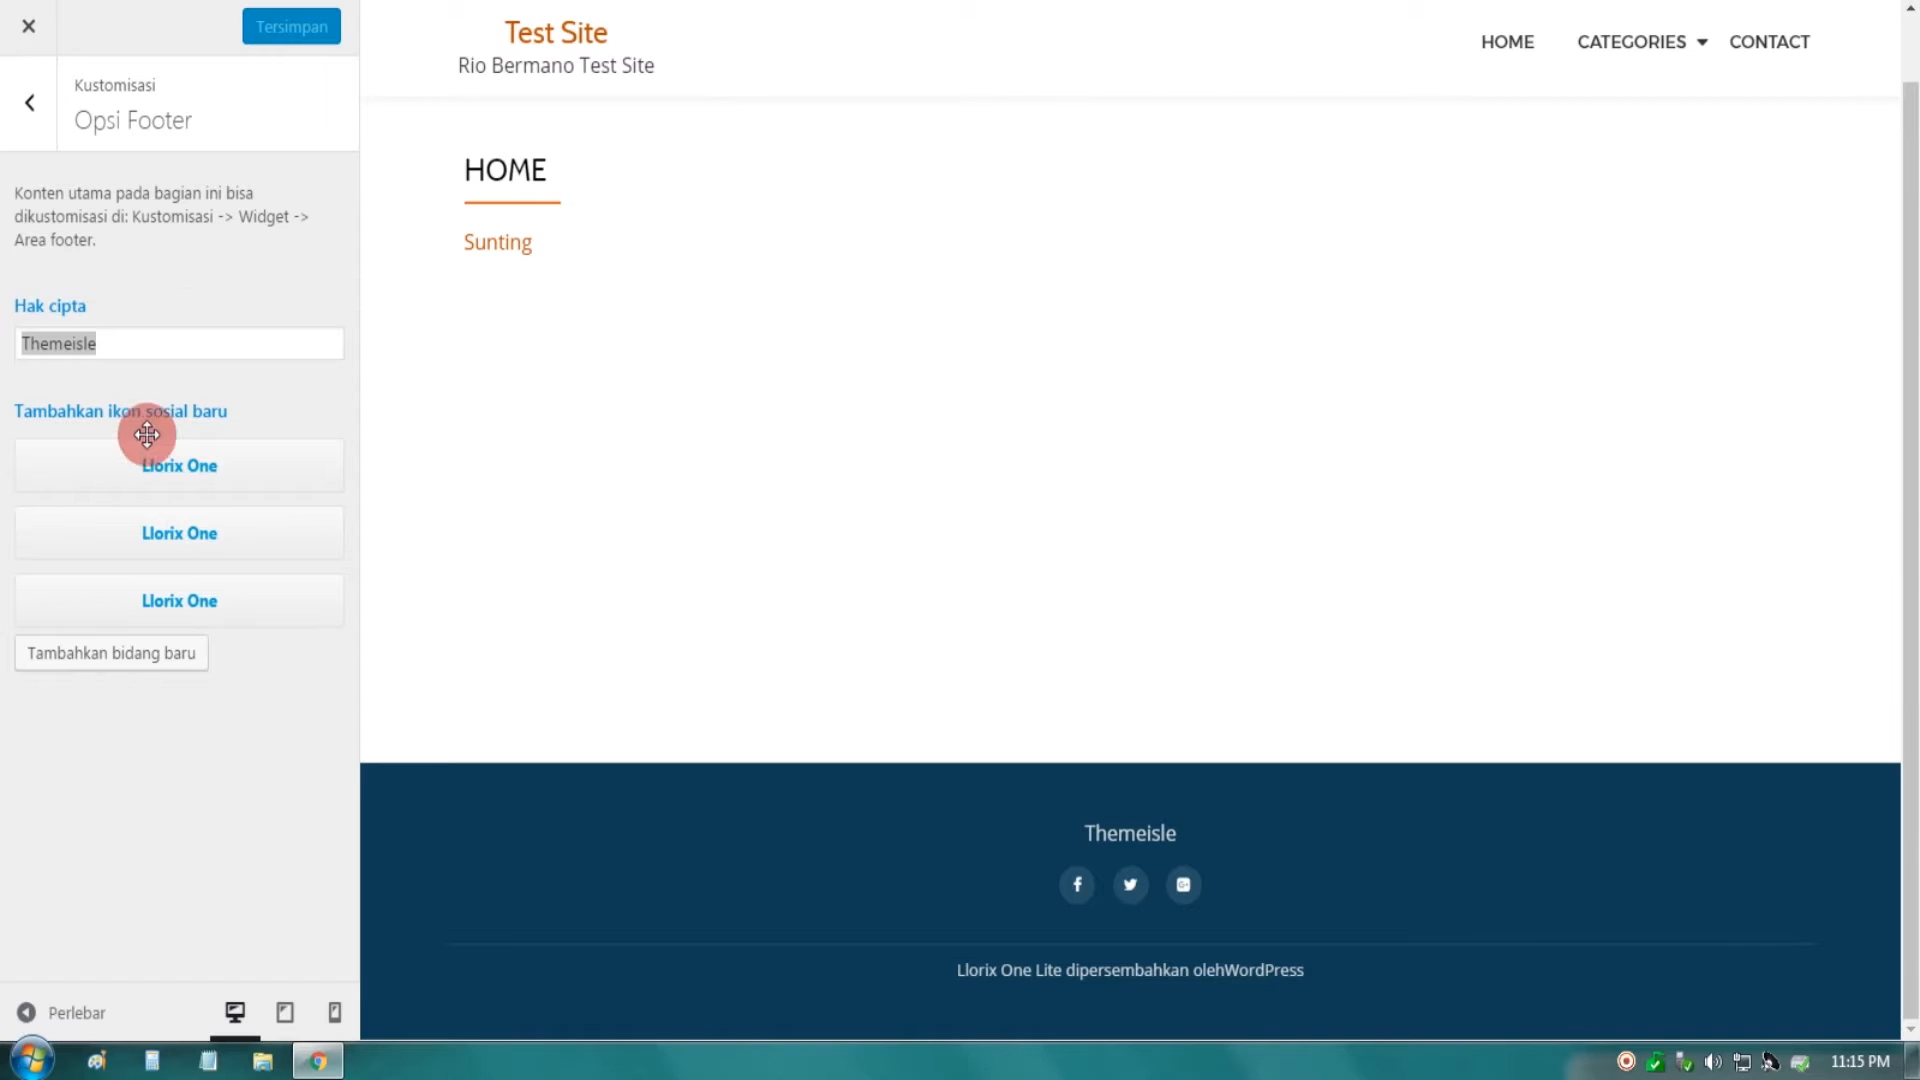 Tersimpan
Kustomisasi
Opsi Footer
Konten utama pada bagian ini bisa
dikustomisasi di: Kustomisasi -> Widget ->
Area footer.
Hak cipta
Themeisle
Tambahkan ikon sosial baru
Llorix One
Llorix One
Llorix One
Tambahkan bidang baru
Perlebar
Test Site
Rio Bermano Test Site
HOME
CATEGORIES
CONTACT
HOME
Sunting
Themeisle
Llorix One Lite dipersembahkan olehWordPress
11:15 PM